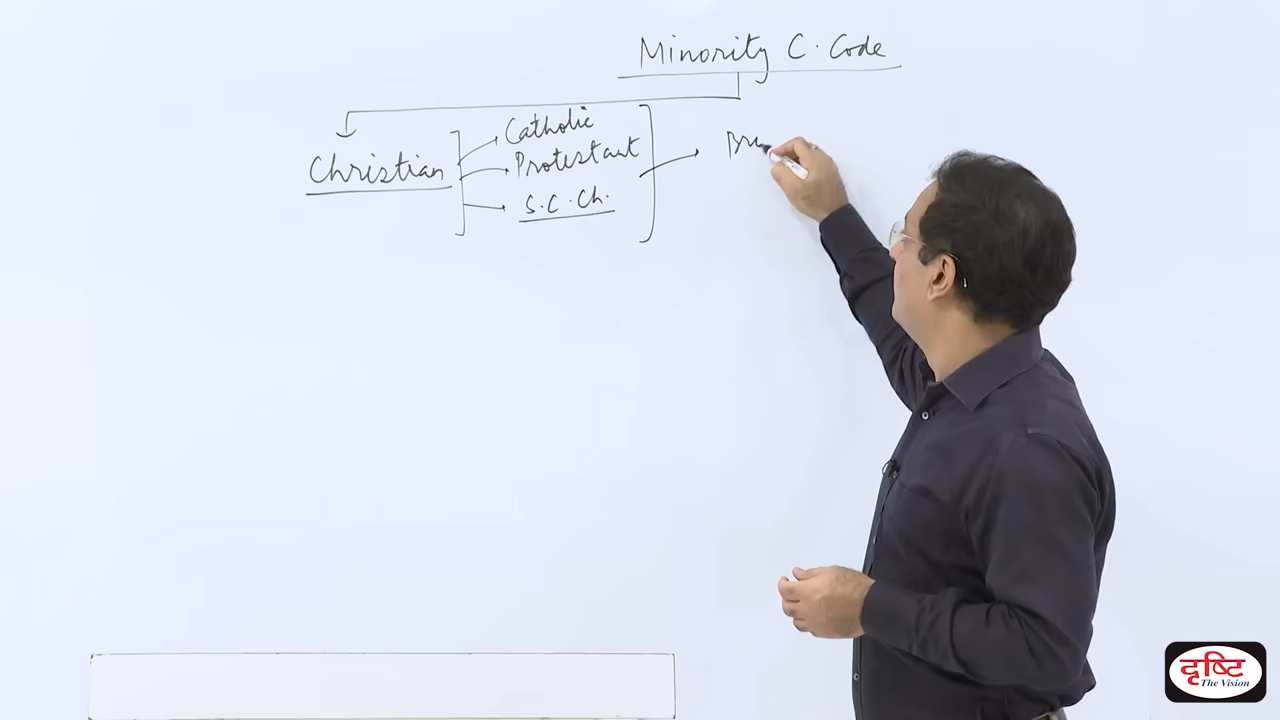 Minority C. Code
Christian
Catholic
Protestant
S.C.Ch.
दृष्टि
The Vision